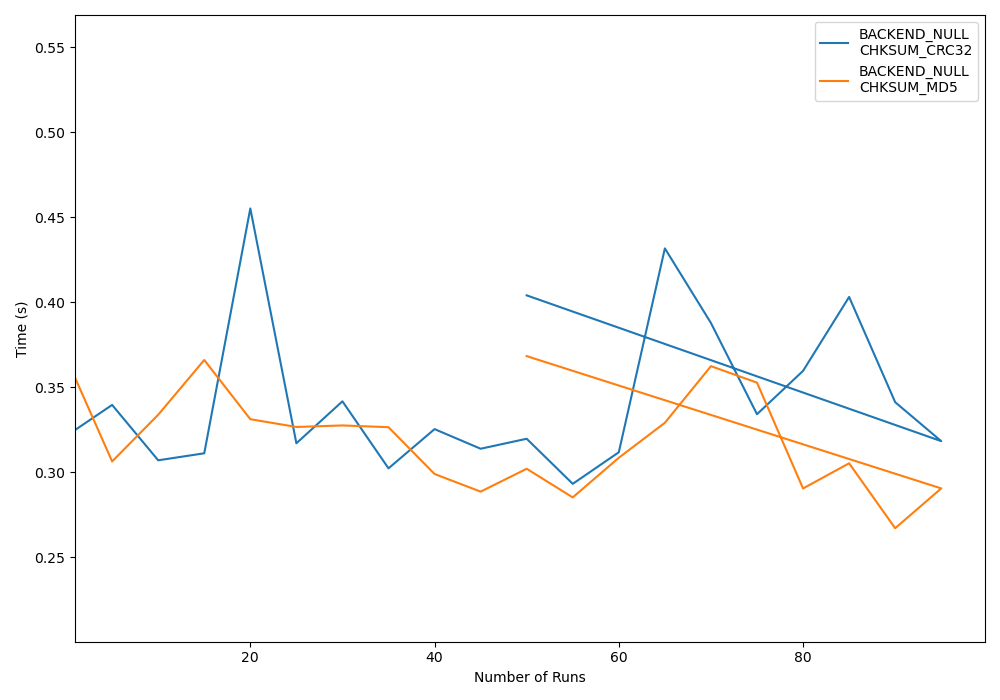 BACKEND_NULL
CHKSUM_CRC32
BACKEND_NULL
CHKSUM_MD5
0.55
0.50
0.45
0.40
0.35
0.30
0.25
Time (s)
20 40 60 80
Number of Runs